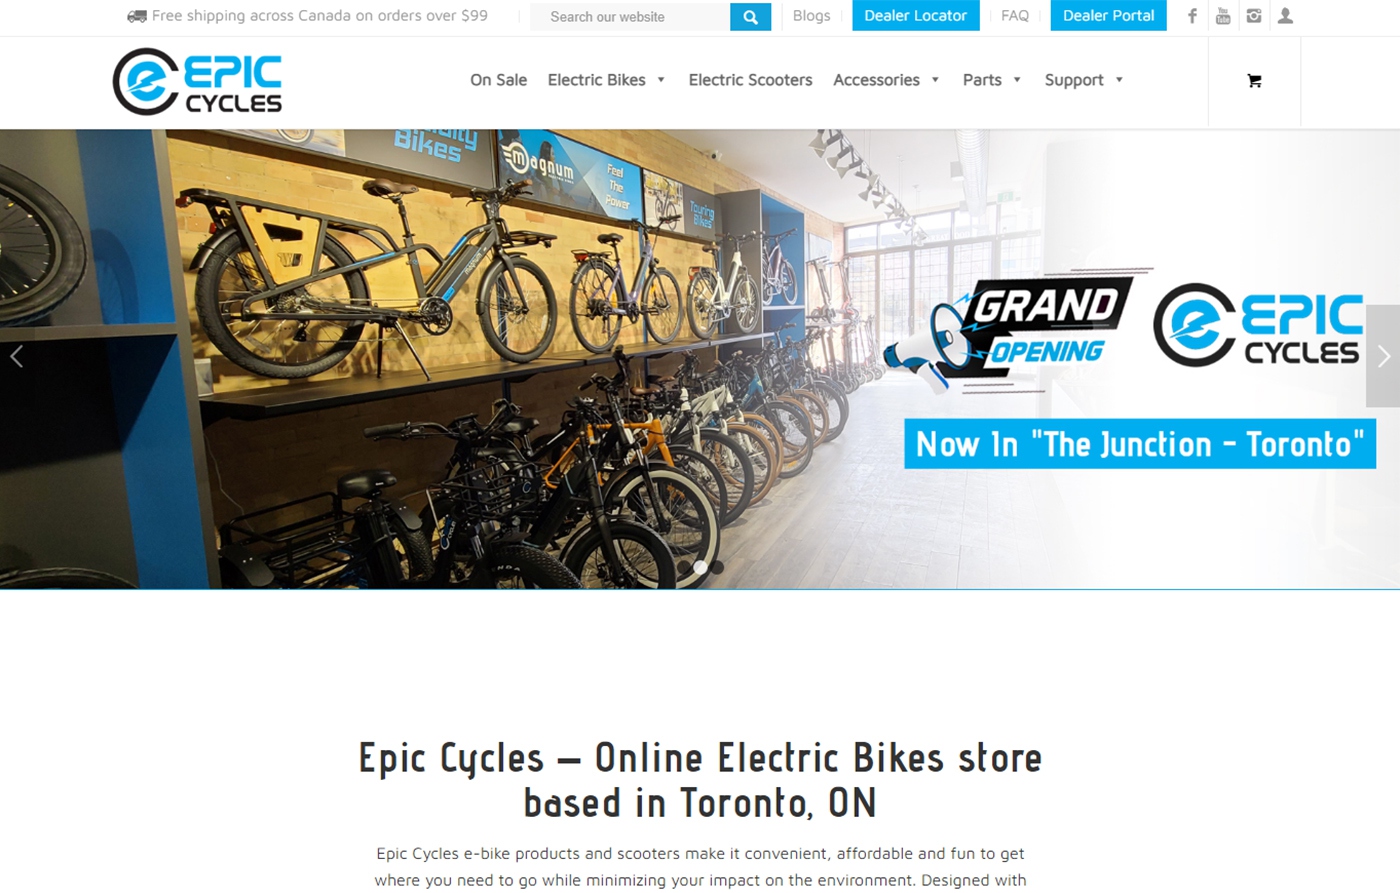 Free shipping across Canada on orders over $99
Search our website
Blogs
Dealer Locator
FAQ
Dealer Portal
You
Tube
e EPIC
CYCLES
On Sale
Electric Bikes
Electric Scooters
Accessories
Parts
Support
Bikes
magnum
Feel
The
Power
Touring
Bikes
GRAND
OPENING
e EPIC
CYCLES
Now In "The Junction - Toronto"
Epic Cycles – Online Electric Bikes store
based in Toronto, ON
Epic Cycles e-bike products and scooters make it convenient, affordable and fun to get
where you need to go while minimizing your impact on the environment. Designed with